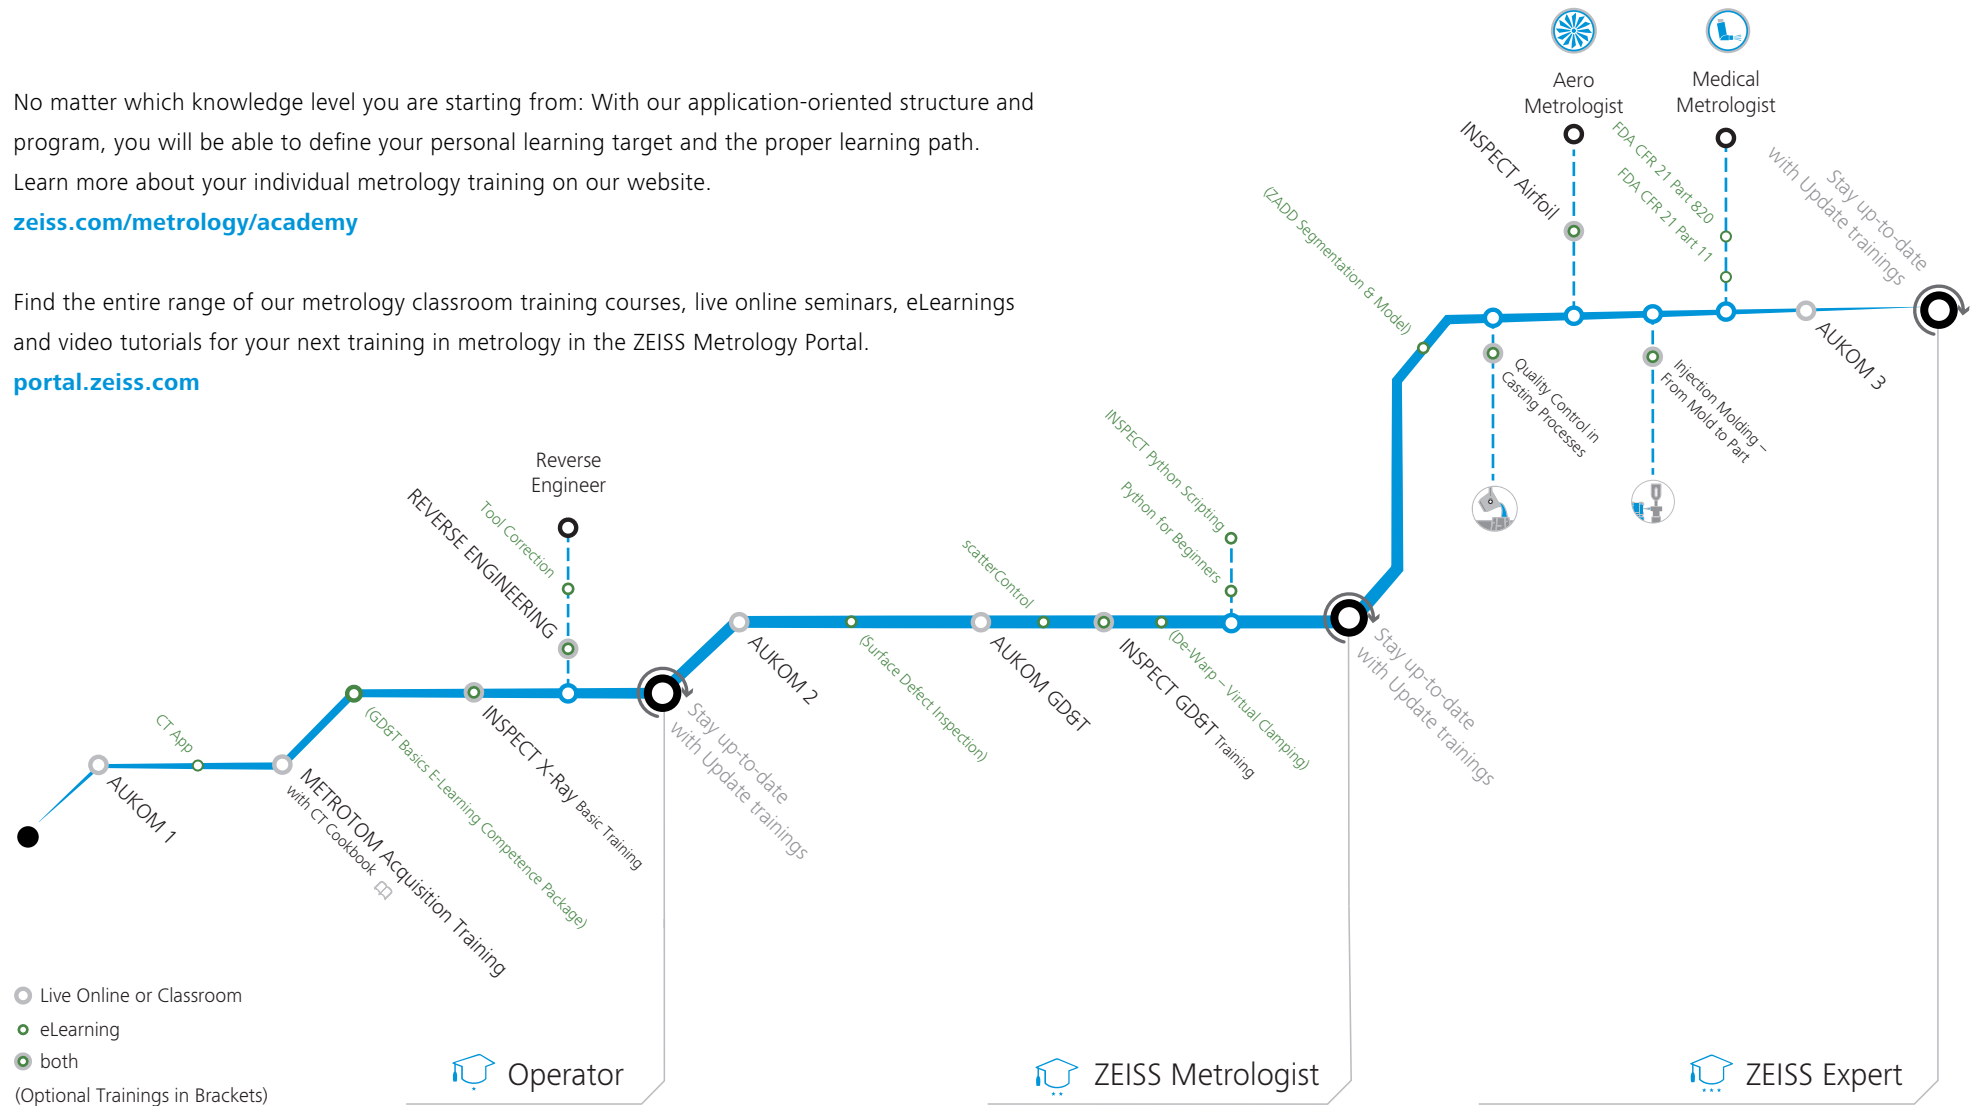 No matter which knowledge level you are starting from: With our application-oriented structure and
program, you will be able to define your personal learning target and the proper learning path.
Learn more about your individual metrology training on our website.
zeiss.com/metrology/academy
Find the entire range of our metrology classroom training courses, live online seminars, eLearnings
and video tutorials for your next training in metrology in the ZEISS Metrology Portal.
portal.zeiss.com
AUKOM 1
CT App
METROTOM Acquisition Training
with CT Cookbook
(GD&T Basics E-Learning Competence Package)
INSPECT X-Ray Basic Training
REVERSE ENGINEERING
Tool Correction
Reverse
Engineer
Stay up-to-date
with Update trainings
AUKOM 2
(Surface Defect Inspection)
AUKOM GD&T
scatterControl
INSPECT GD&T Training
(De-Warp – Virtual Clamping)
INSPECT Python Scripting
Python for Beginners
Stay up-to-date
with Update trainings
(ZADD Segmentation & Model)
Quality Control in
Casting Processes
INSPECT Airfoil
Aero
Metrologist
Injection Molding –
From Mold to Part
FDA CFR 21 Part 820
FDA CFR 21 Part 11
Medical
Metrologist
AUKOM 3
Stay up-to-date
with Update trainings
Live Online or Classroom
eLearning
both
(Optional Trainings in Brackets)
Operator
ZEISS Metrologist
ZEISS Expert